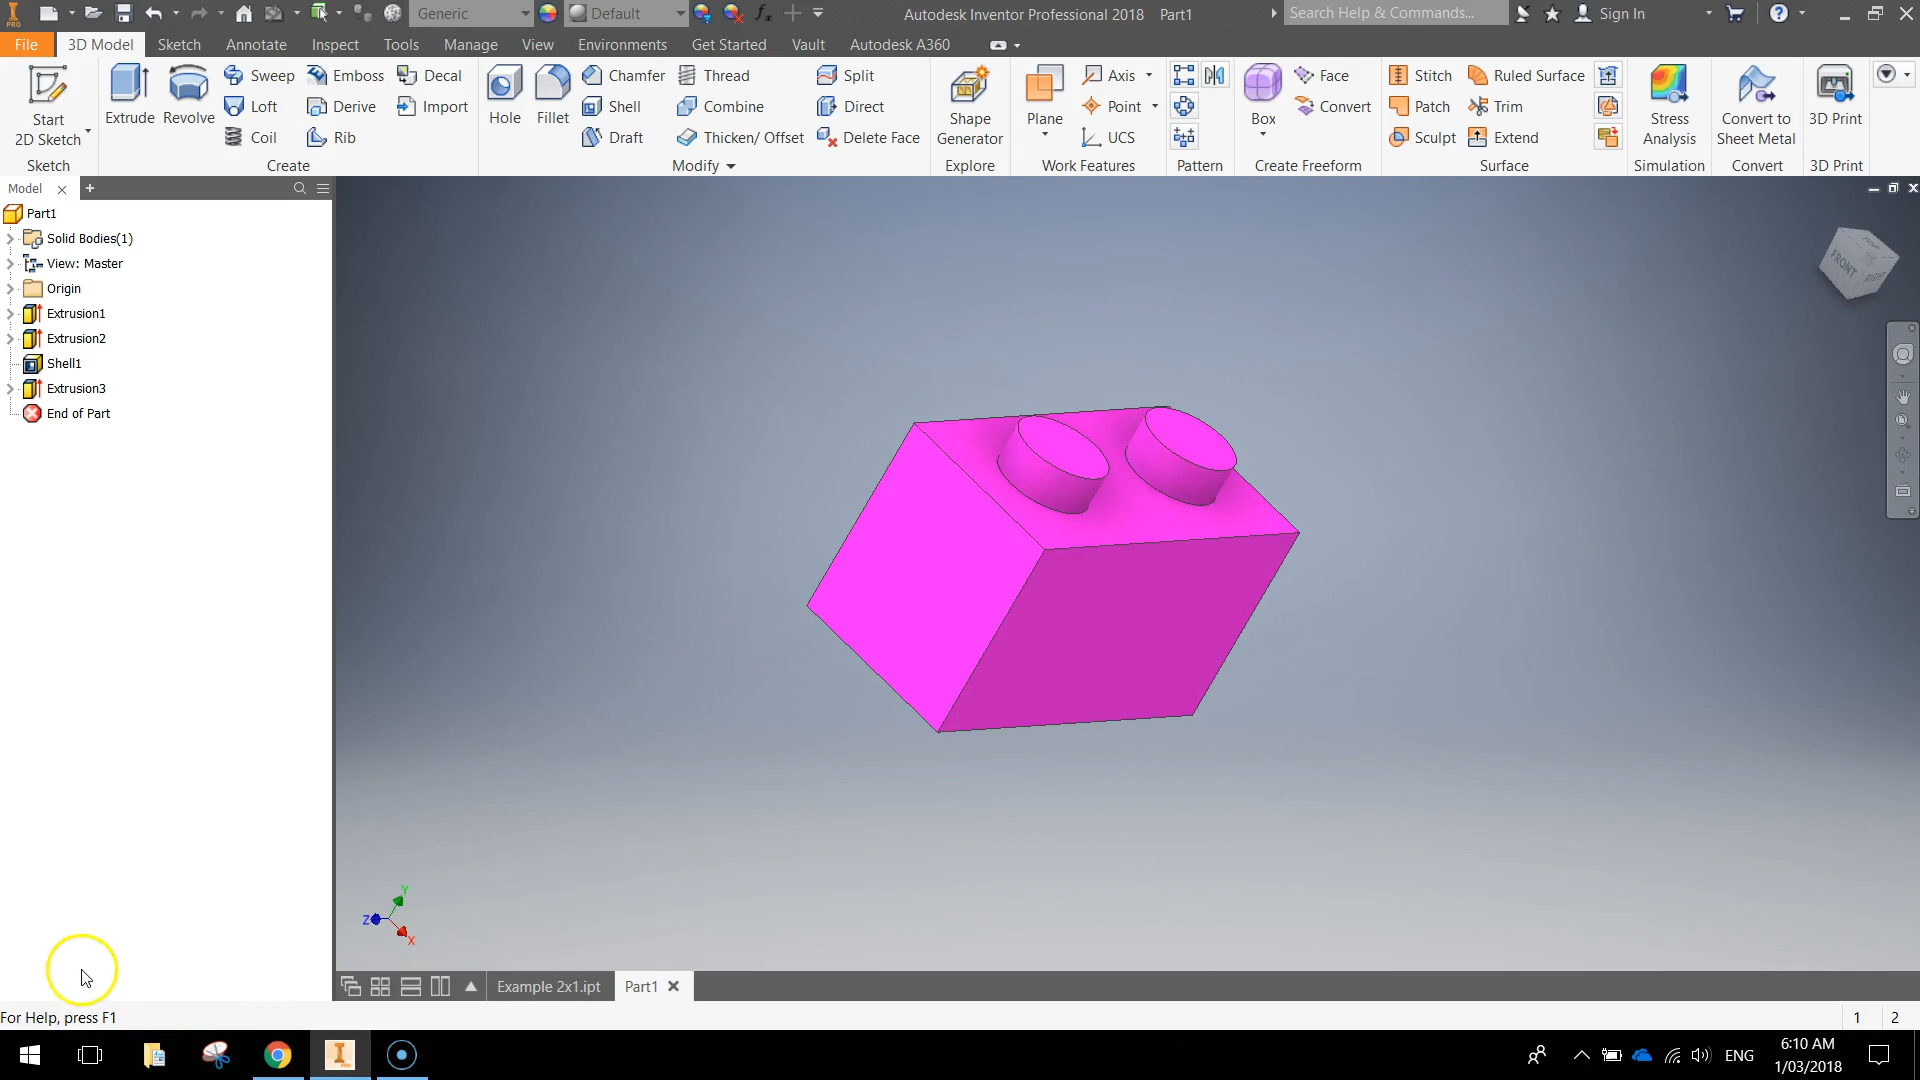 PRO Generic Default Autodesk Inventor Professional 2018 Part1 Search Help & Commands... Sign In
File 3D Model Sketch Annotate Inspect Tools Manage View Environments Get Started Vault Autodesk A360
Start
2D Sketch
Extrude Revolve
Sweep Emboss Decal
Loft Derive Import
Coil Rib
Hole Fillet
Chamfer Thread Split
Shell Combine Direct
Draft Thicken/ Offset Delete Face
Shape
Generator
Plane
Axis
Point
UCS
Box
Face
Convert
Stitch Ruled Surface
Patch Trim
Sculpt Extend
Stress
Analysis
Convert to
Sheet Metal
3D Print
Sketch Create Modify Explore Work Features Pattern Create Freeform Surface Simulation Convert 3D Print
Model
Part1
Solid Bodies(1)
View: Master
Origin
Extrusion1
Extrusion2
Shell1
Extrusion3
End of Part
FRONT RIGHT
Y
Z
X
Example 2x1.ipt Part1
For Help, press F1 1 2
PRO ENG 6:10 AM
1/03/2018